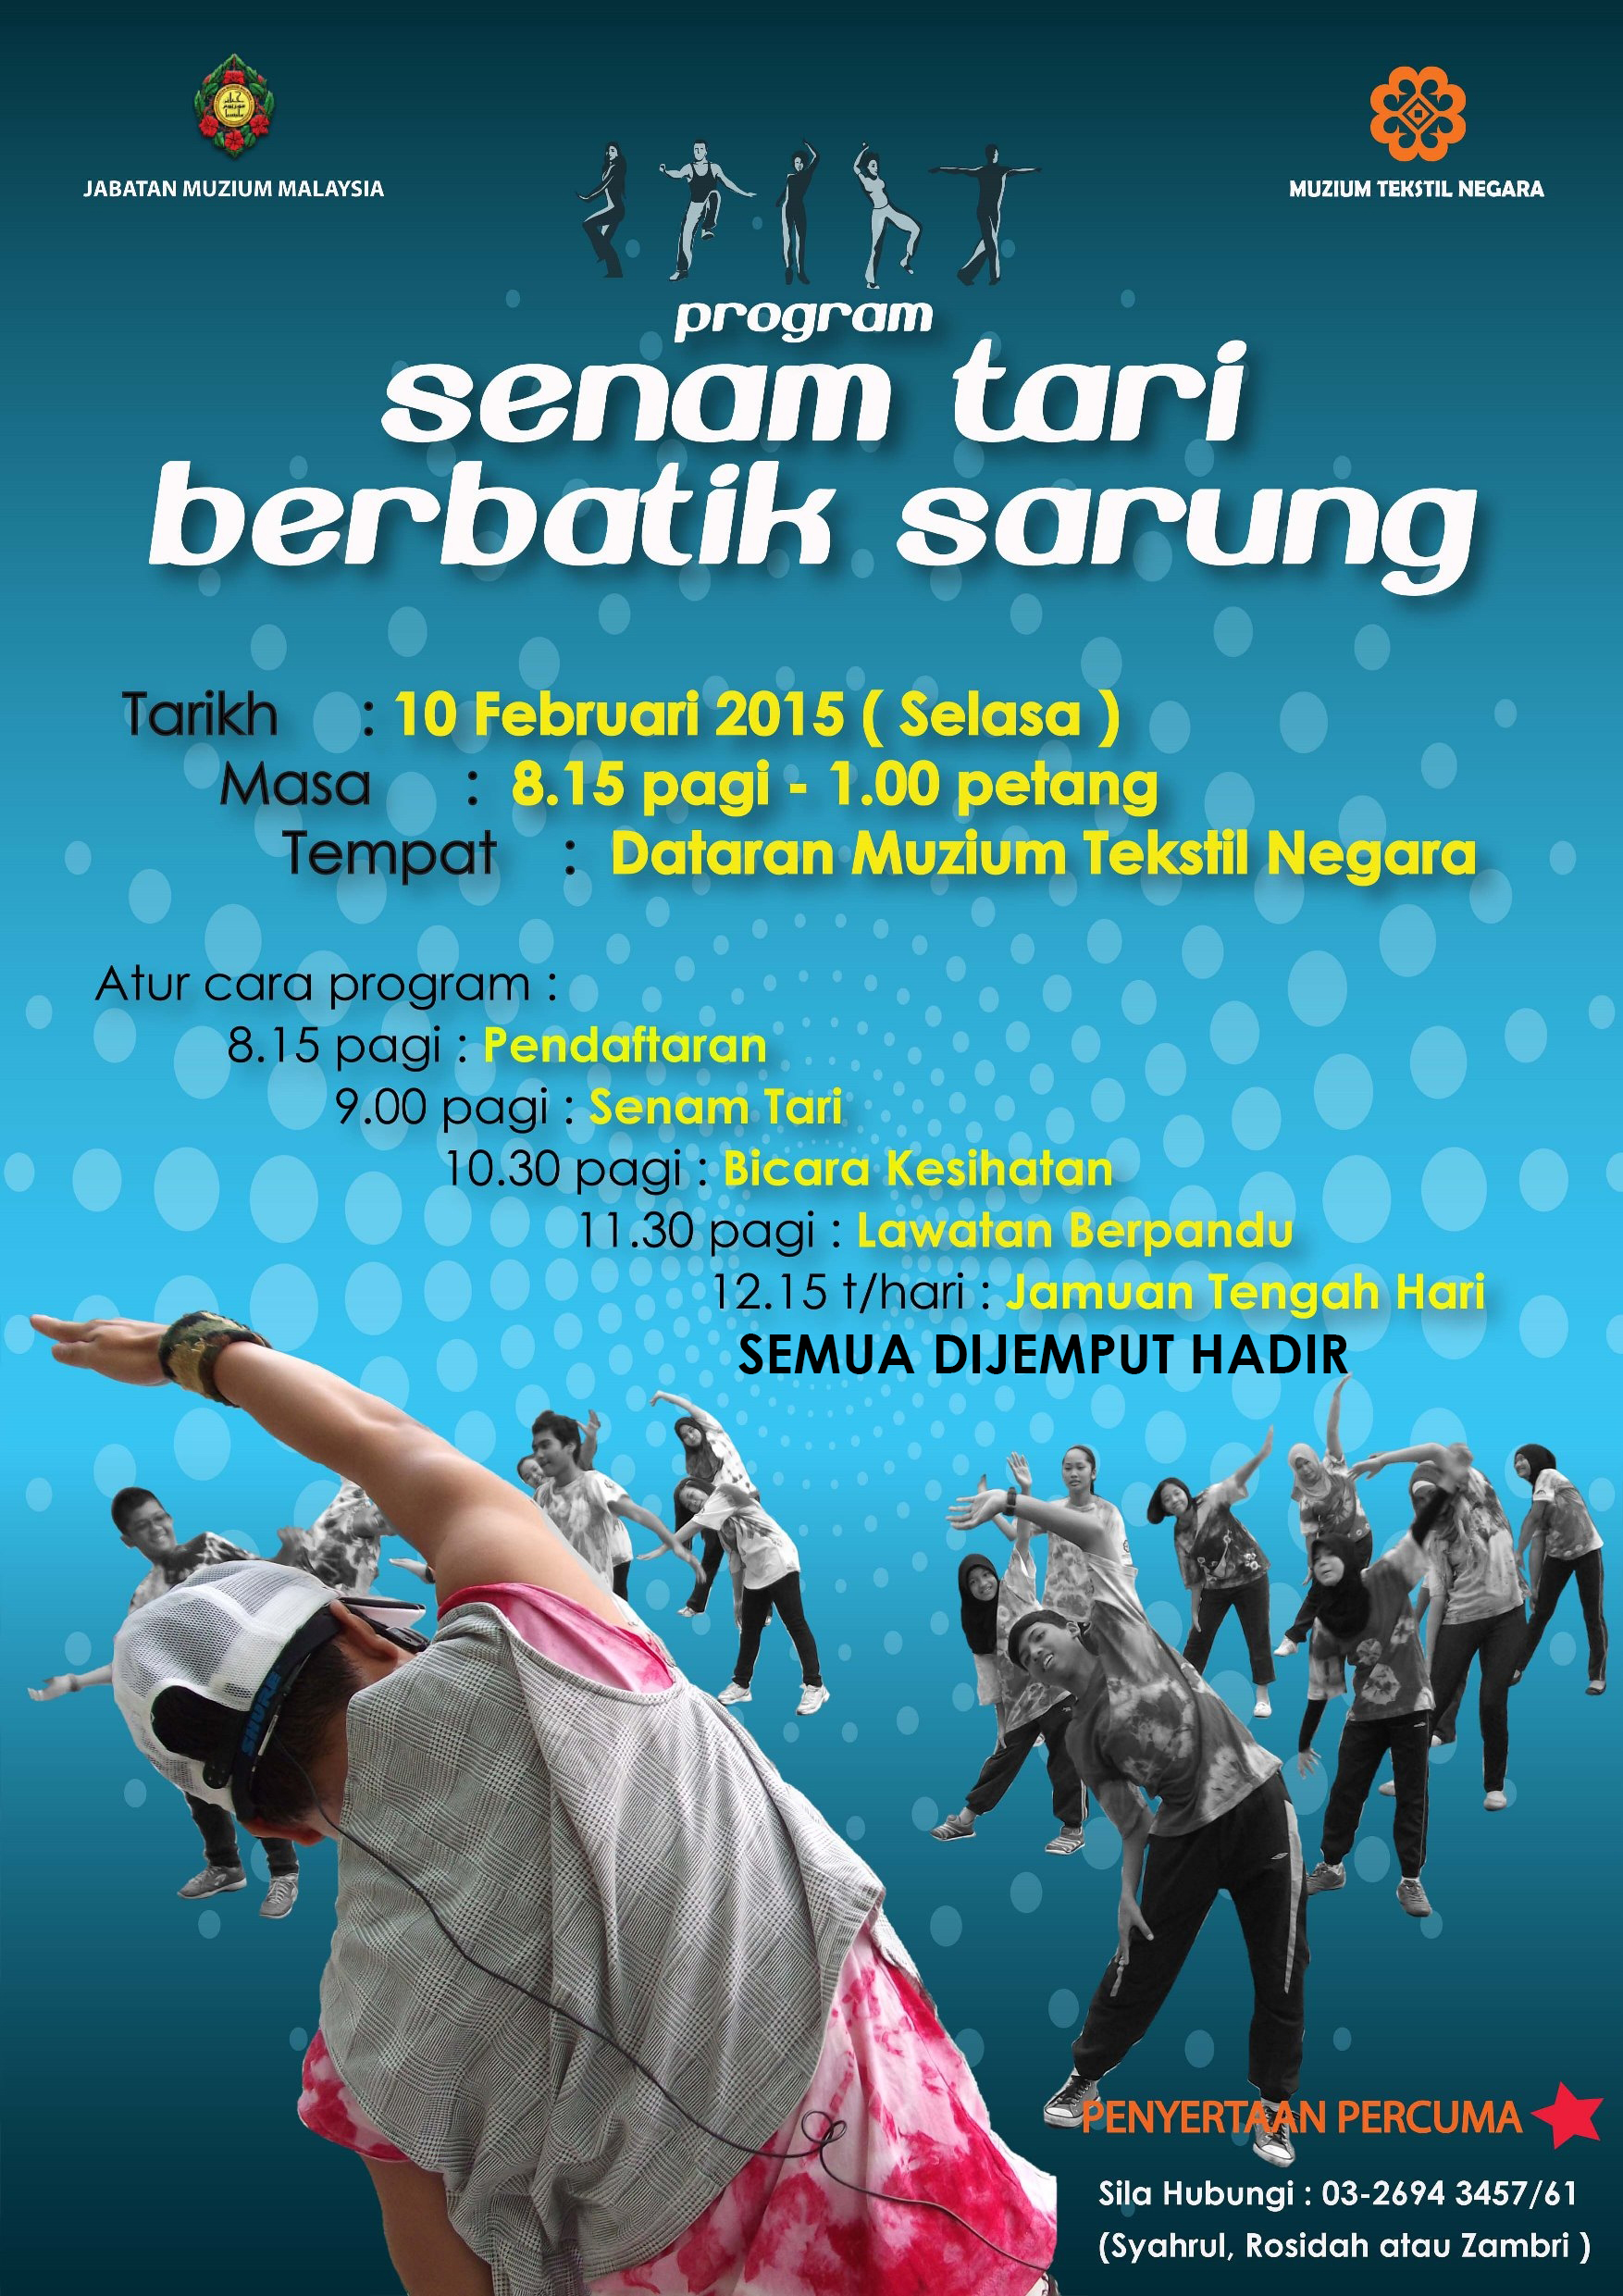 JABATAN MUZIUM MALAYSIA
MUZIUM TEKSTIL NEGARA
program
senam tari
berbatik sarung
Tarikh : 10 Februari 2015 ( Selasa )
Masa : 8.15 pagi - 1.00 petang
Tempat : Dataran Muzium Tekstil Negara
Atur cara program :
8.15 pagi : Pendaftaran
9.00 pagi : Senam Tari
10.30 pagi : Bicara Kesihatan
11.30 pagi : Lawatan Berpandu
12.15 t/hari : Jamuan Tengah Hari
SEMUA DIJEMPUT HADIR
SHURE
PENYERTAAN PERCUMA
Sila Hubungi : 03-2694 3457/61
(Syahrul, Rosidah atau Zambri )